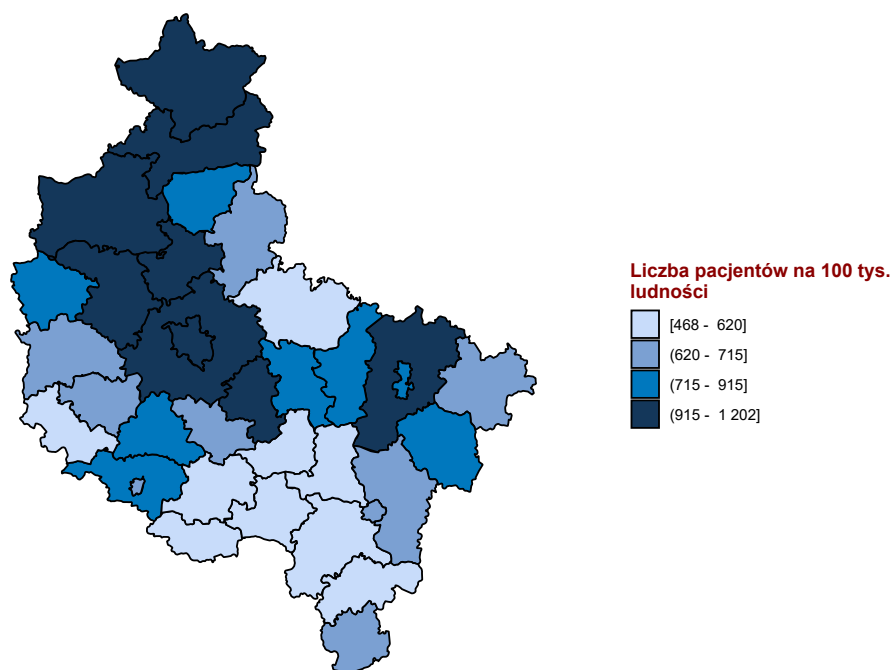 Liczba pacjentów na 100 tys.
ludności
[468 - 620]
(620 - 715]
(715 - 915]
(915 - 1 202]